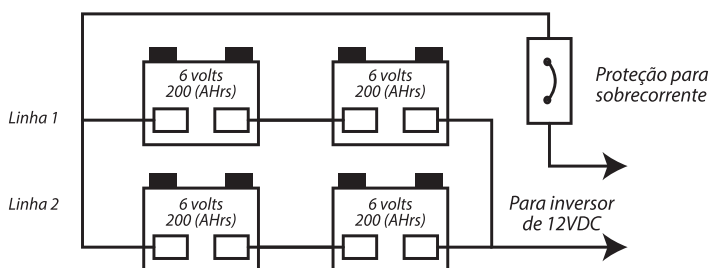 6 volts
200 (AHrs)
6 volts
200 (AHrs)
Proteção para
sobrecorrente
Linha 1
Linha 2
6 volts
200 (AHrs)
6 volts
200 (AHrs)
Para inversor
de 12VDC